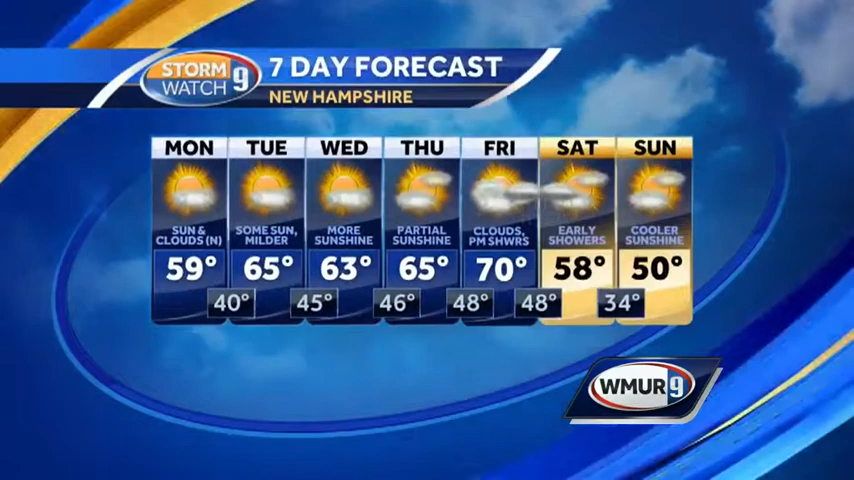 STORM
WATCH 9
7 DAY FORECAST
NEW HAMPSHIRE
MON TUE WED THU FRI SAT SUN
SUN & CLOUDS (N)
SOME SUN, MILDER
MORE SUNSHINE
PARTIAL SUNSHINE
CLOUDS, PM SHWRS
EARLY SHOWERS
COOLER SUNSHINE
59° 65° 63° 65° 70° 58° 50°
40° 45° 46° 48° 48° 34°
WMUR 9